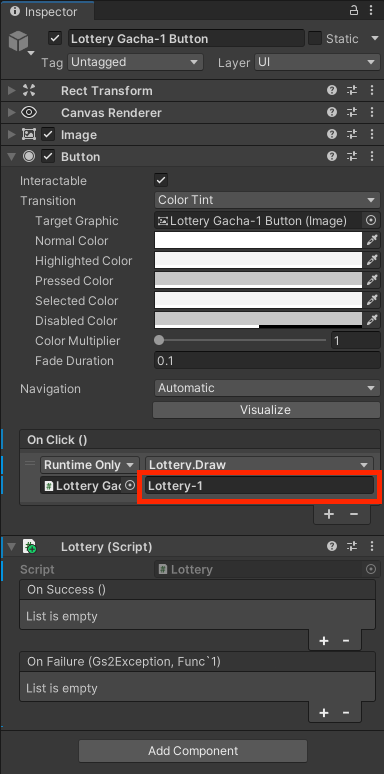 Inspector
Lottery Gacha-1 Button Static
Tag Untagged Layer UI
Rect Transform
Canvas Renderer
Image
Button
Interactable
Transition Color Tint
Target Graphic Lottery Gacha-1 Button (Image)
Normal Color
Highlighted Color
Pressed Color
Selected Color
Disabled Color
Color Multiplier 1
Fade Duration 0.1
Navigation Automatic
Visualize
On Click ()
Runtime Only Lottery.Draw
Lottery Gac Lottery-1
+ -
Lottery (Script)
Script Lottery
On Success ()
List is empty
+ -
On Failure (Gs2Exception, Func`1)
List is empty
+ -
Add Component